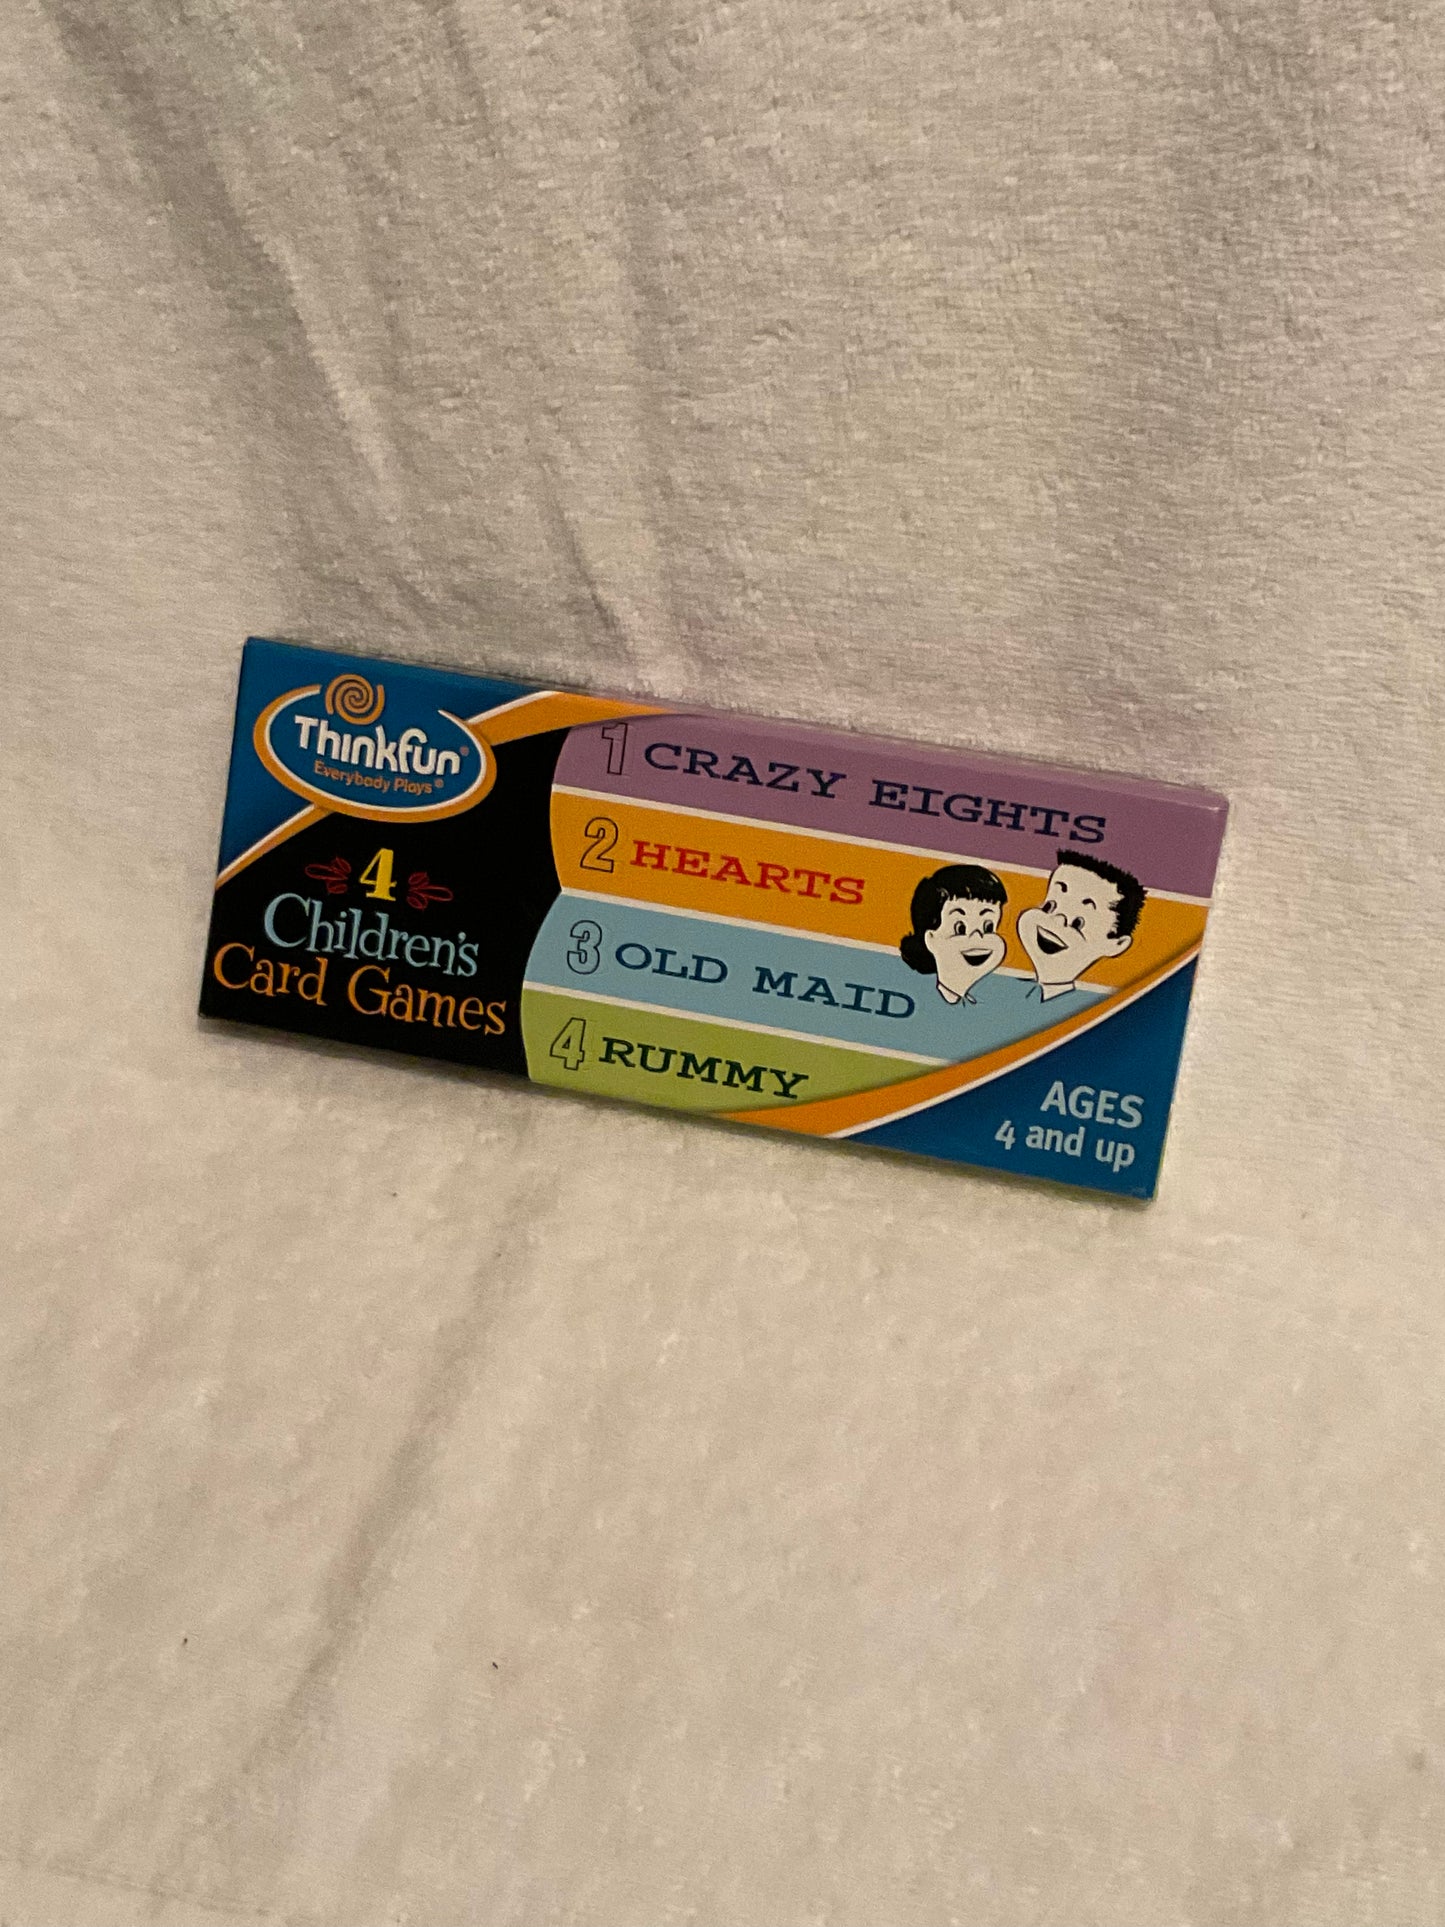 Thinkfun®
Everybody Plays®
4
Children's
Card Games
1 CRAZY EIGHTS
2 HEARTS
3 OLD MAID
4 RUMMY
AGES
4 and up